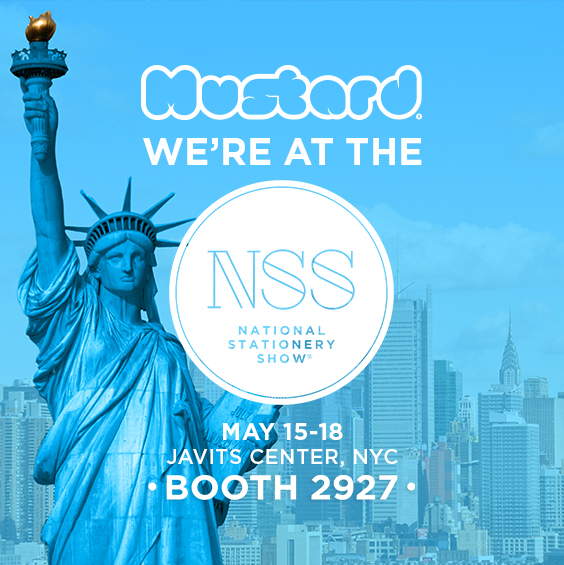 Mustard®
WE'RE AT THE
NSS
NATIONAL
STATIONERY
SHOW®
MAY 15-18
JAVITS CENTER, NYC
• BOOTH 2927 •